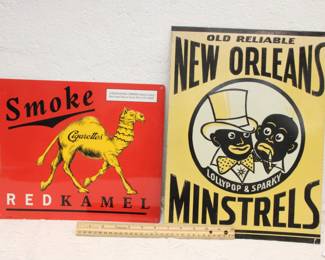 Smoke
Cigarettes
RED KAMEL
OLD RELIABLE
NEW ORLEANS
LOLLYPOP & SPARKY
MINSTRELS